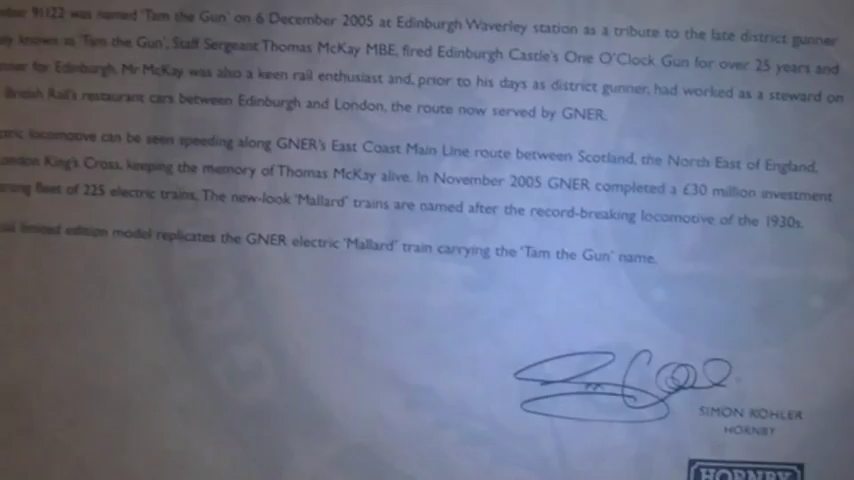 91122 was named 'Tam the Gun' on 6 December 2005 at Edinburgh Waverley station as a tribute to the late district gunner
known as 'Tam the Gun', Staff Sergeant Thomas McKay MBE, fired Edinburgh Castle's One O'Clock Gun for over 25 years and
for Edinburgh. Mr McKay was also a keen rail enthusiast and, prior to his days as district gunner, had worked as a steward on
British Rail's restaurant cars between Edinburgh and London, the route now served by GNER.
locomotive can be seen speeding along GNER's East Coast Main Line route between Scotland, the North East of England,
London King's Cross, keeping the memory of Thomas McKay alive. In November 2005 GNER completed a £30 million investment
fleet of 225 electric trains. The new-look 'Mallard' trains are named after the record-breaking locomotive of the 1930s.
limited edition model replicates the GNER electric 'Mallard' train carrying the 'Tam the Gun' name.
SIMON KOHLER
HORNBY
HORNBY